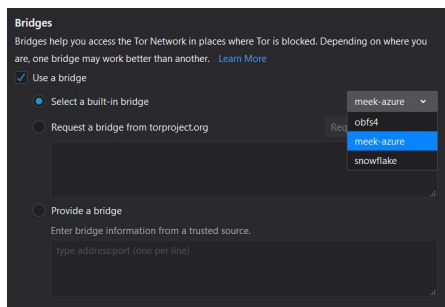 Bridges
Bridges help you access the Tor Network in places where Tor is blocked. Depending on where you
are, one bridge may work better than another. Learn More
Use a bridge
Select a built-in bridge
meek-azure
obfs4
meek-azure
snowflake
Request a bridge from torproject.org
Provide a bridge
Enter bridge information from a trusted source.
type address:port (one per line)